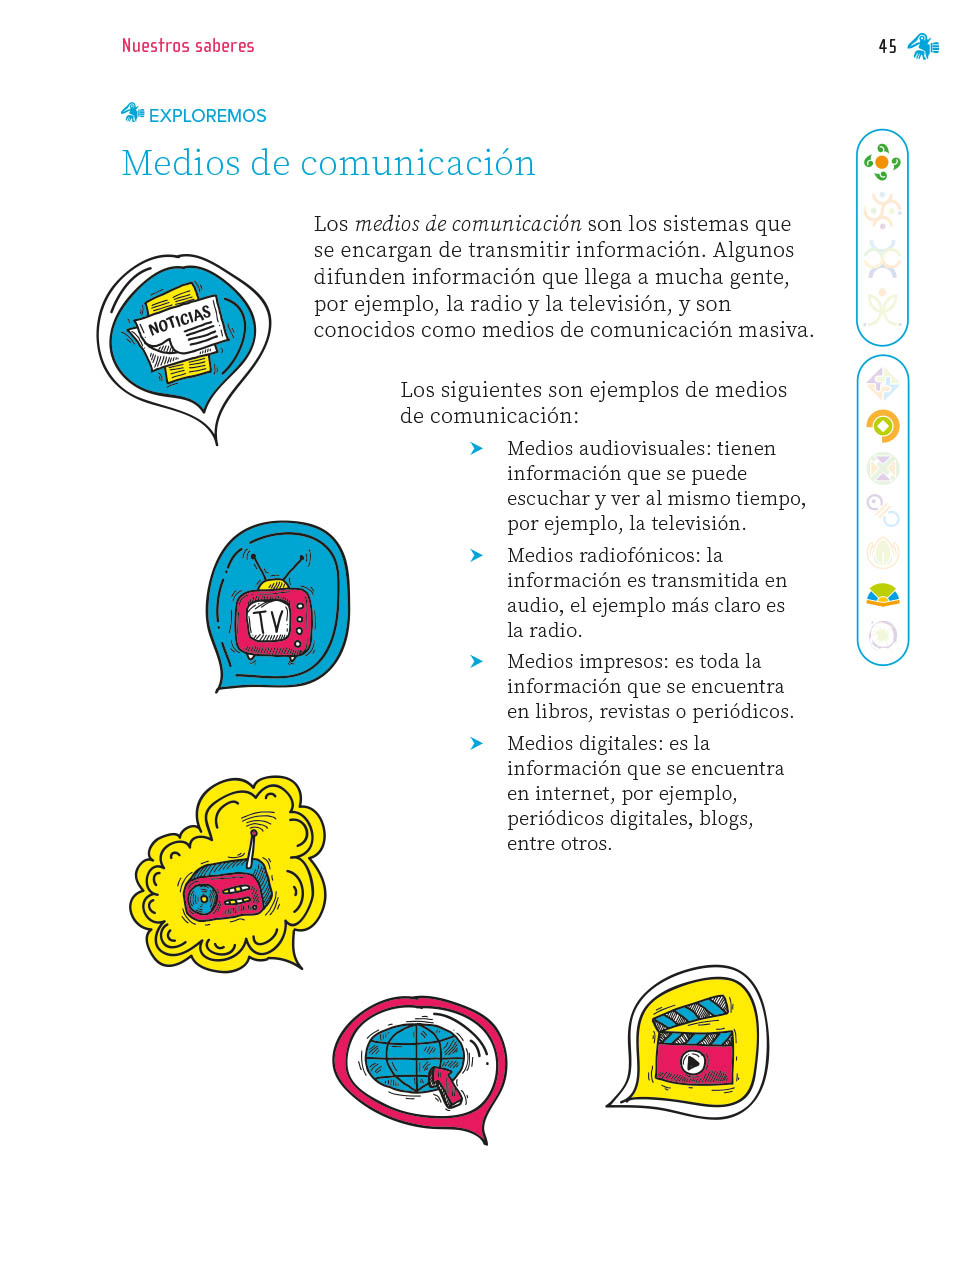 Nuestros saberes
45
EXPLOREMOS
Medios de comunicación
Los medios de comunicación son los sistemas que
se encargan de transmitir información. Algunos
difunden información que llega a mucha gente,
por ejemplo, la radio y la televisión, y son
conocidos como medios de comunicación masiva.
NOTICIAS
Los siguientes son ejemplos de medios
de comunicación:
Medios audiovisuales: tienen
información que se puede
escuchar y ver al mismo tiempo,
por ejemplo, la televisión.
Medios radiofónicos: la
información es transmitida en
audio, el ejemplo más claro es
la radio.
TV
Medios impresos: es toda la
información que se encuentra
en libros, revistas o periódicos.
Medios digitales: es la
información que se encuentra
en internet, por ejemplo,
periódicos digitales, blogs,
entre otros.